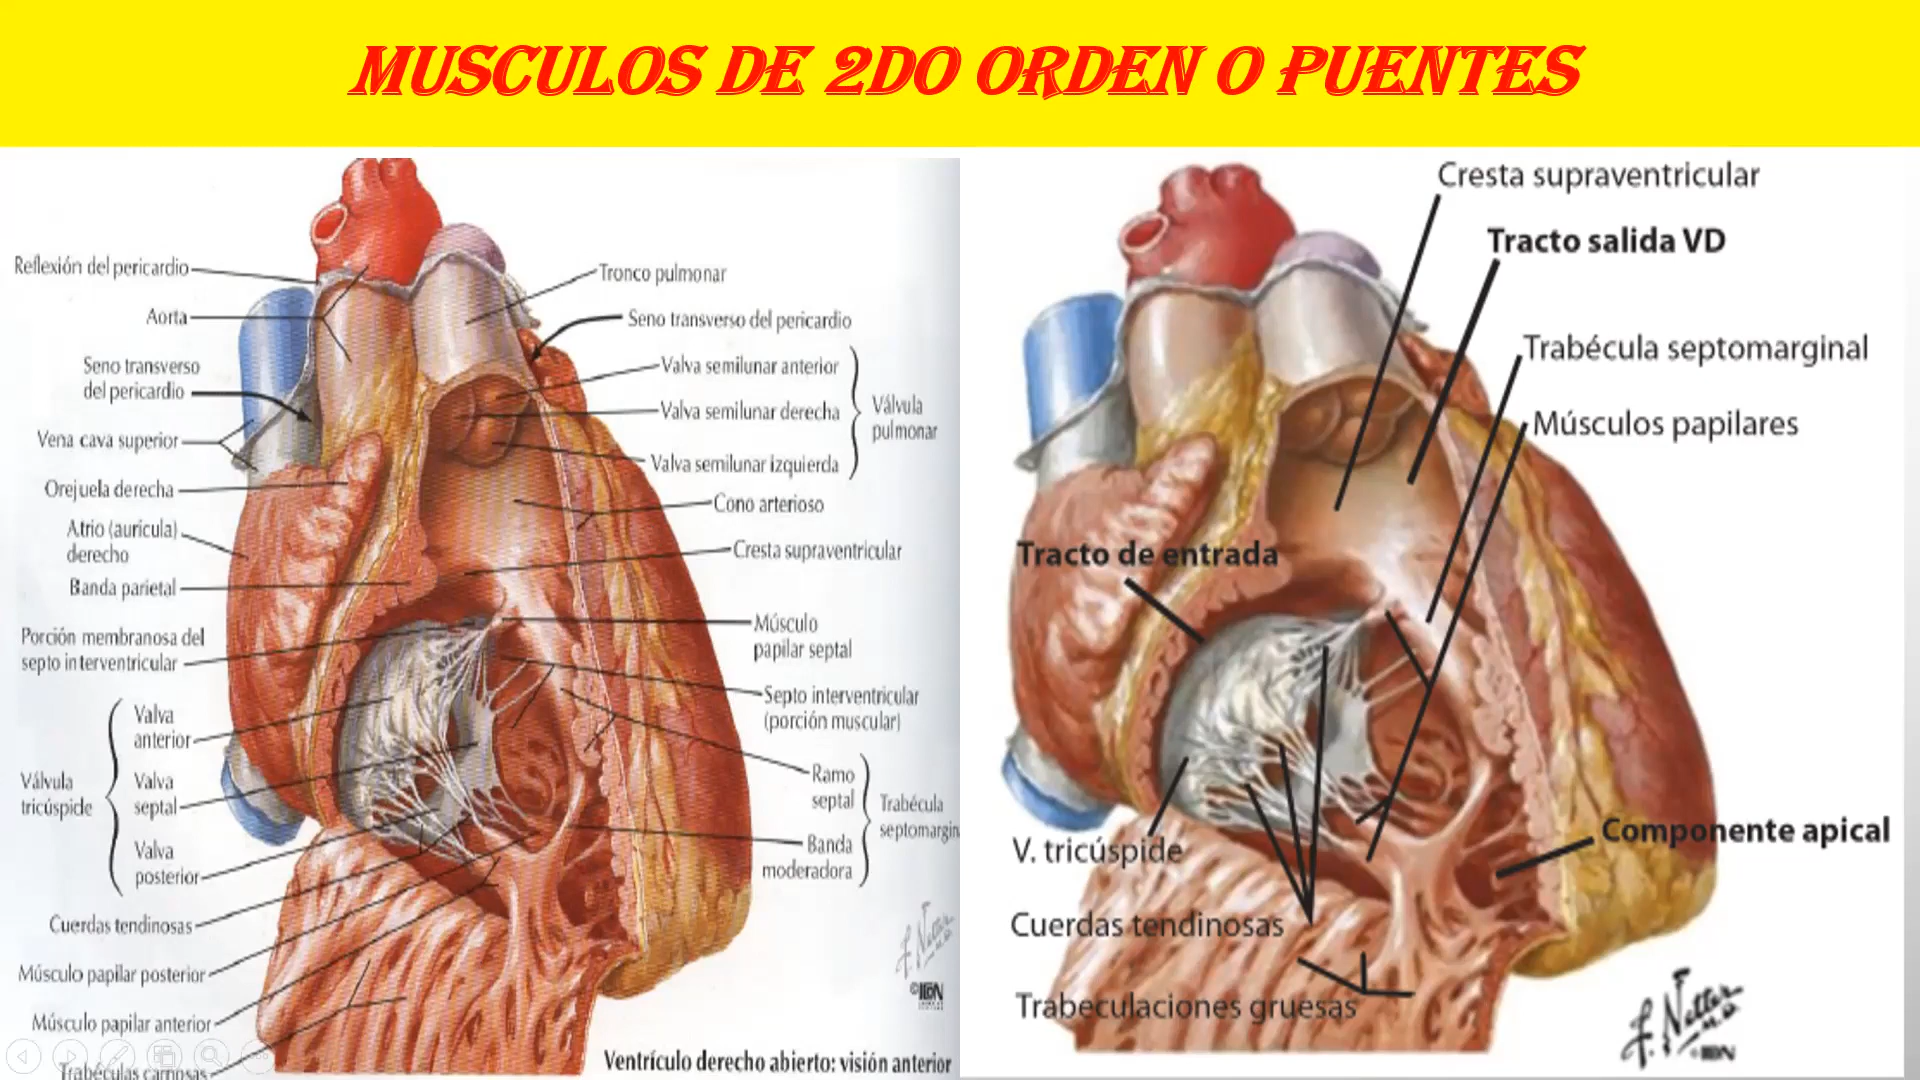 MUSCULOS DE 2DO ORDEN O PUENTES
Reflexión del pericardio
Aorta
Seno transverso
del pericardio
Vena cava superior
Orejuela derecha
Atrio (aurícula)
derecho
Banda parietal
Porción membranosa del
septo interventricular
Válvula
tricúspide
Valva
anterior
Valva
septal
Valva
posterior
Cuerdas tendinosas
Músculo papilar posterior
Músculo papilar anterior
Trabéculas carnosas
Tronco pulmonar
Seno transverso del pericardio
Valva semilunar anterior
Valva semilunar derecha
Valva semilunar izquierda
Válvula
pulmonar
Cono arterioso
Cresta supraventricular
Músculo
papilar septal
Septo interventricular
(porción muscular)
Ramo
septal
Banda
moderadora
Trabécula
septomargin
F. Netter
M.D.
©
Ventrículo derecho abierto: visión anterior
Cresta supraventricular
Tracto salida VD
Trabécula septomarginal
Músculos papilares
Tracto de entrada
V. tricúspide
Cuerdas tendinosas
Trabeculaciones gruesas
Componente apical
F. Netter
M.D.
©